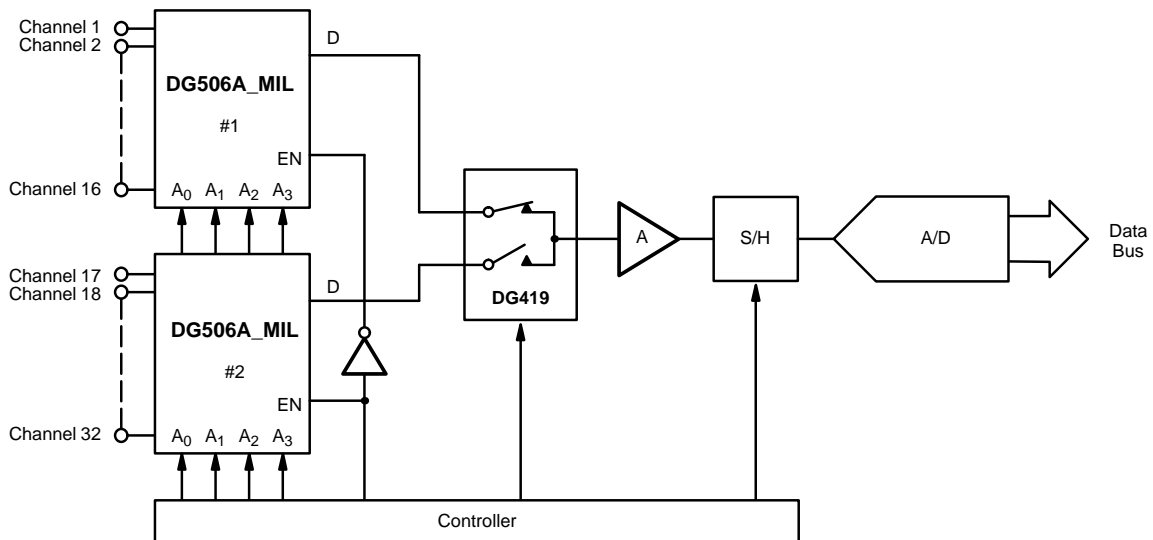 Channel 1
Channel 2
D
DG506A_MIL
#1
EN
Channel 16
A0 A1 A2 A3
Channel 17
Channel 18
D
DG506A_MIL
#2
EN
Channel 32
A0 A1 A2 A3
DG419
A
S/H
A/D
Data
Bus
Controller